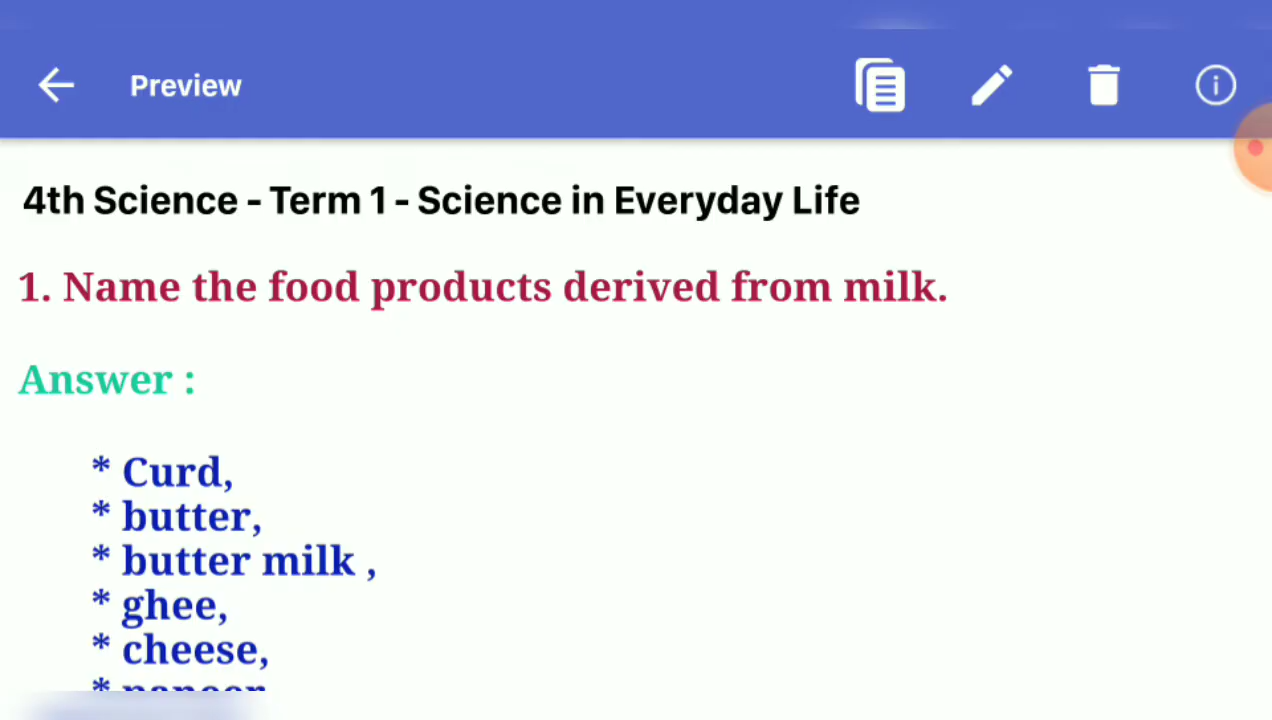 Preview
4th Science - Term 1 - Science in Everyday Life
1. Name the food products derived from milk.
Answer :
* Curd,
* butter,
* butter milk ,
* ghee,
* cheese,
* paneer